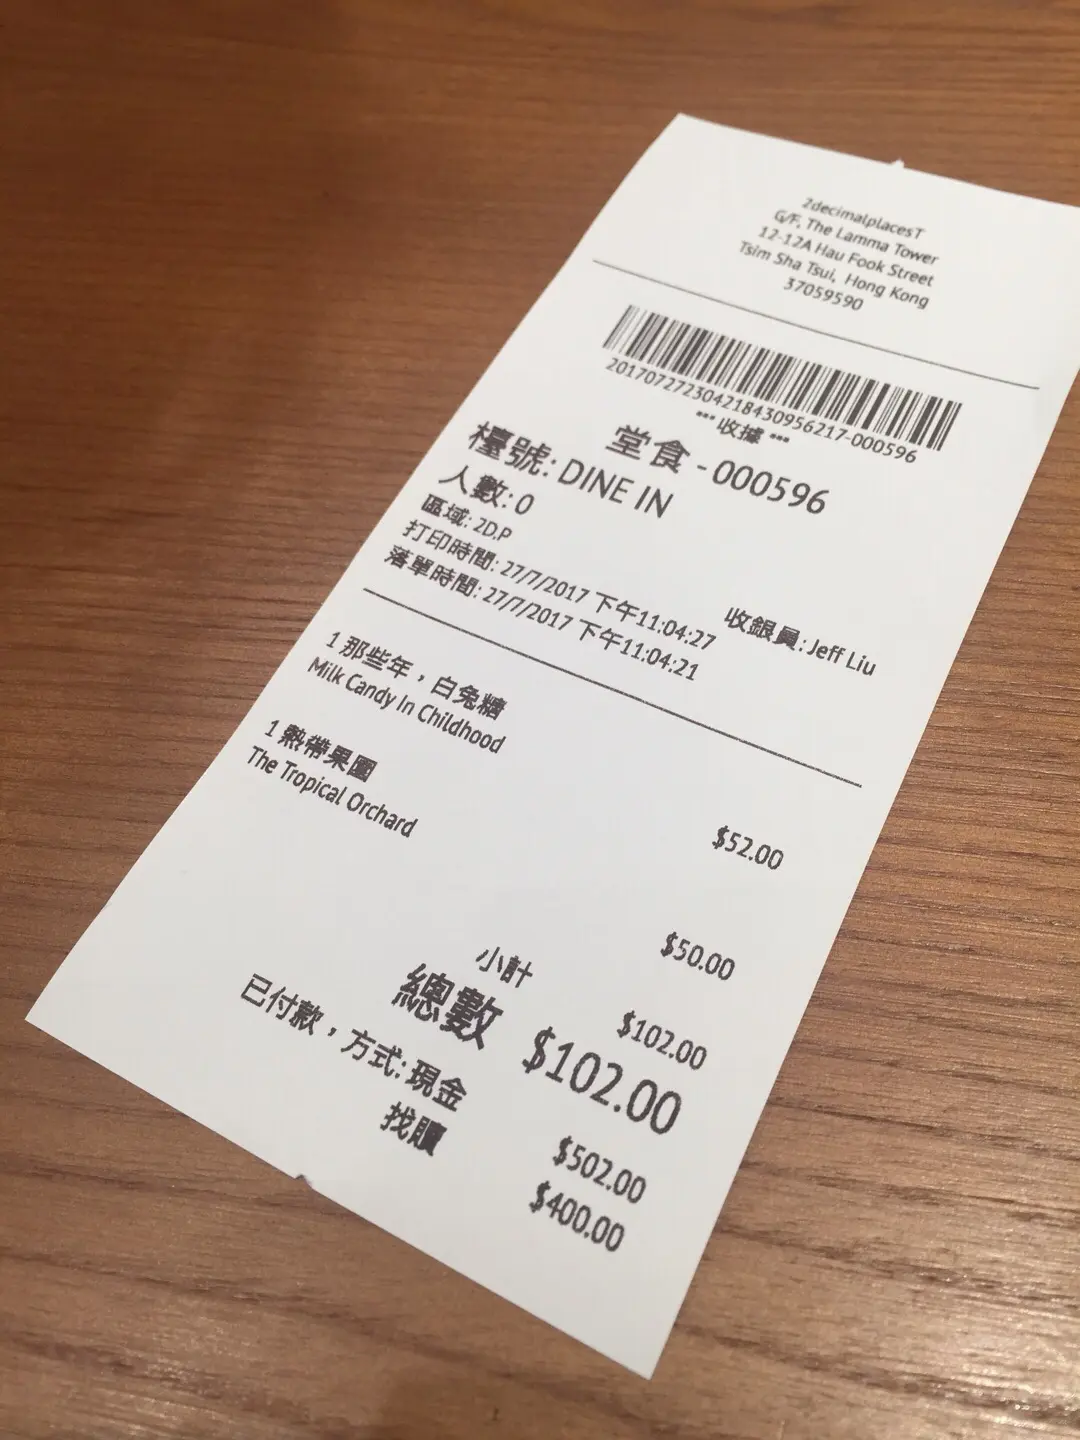 2decimalplacesT
G/F, The Lamma Tower
12-12A Hau Fook Street
Tsim Sha Tsui, Hong Kong
37059590
201707272304218430956217-000596
*** 收據 ***
堂食 - 000596
檯號: DINE IN
人數: 0
區域: 2D.P
打印時間: 27/7/2017 下午11:04:27 收銀員: Jeff Liu
落單時間: 27/7/2017 下午11:04:21
1 那些年，白兔糖 $52.00
Milk Candy In Childhood
1 熱帶果園 $50.00
The Tropical Orchard
小計 $102.00
總數 $102.00
已付款，方式: 現金 $502.00
找贖 $400.00